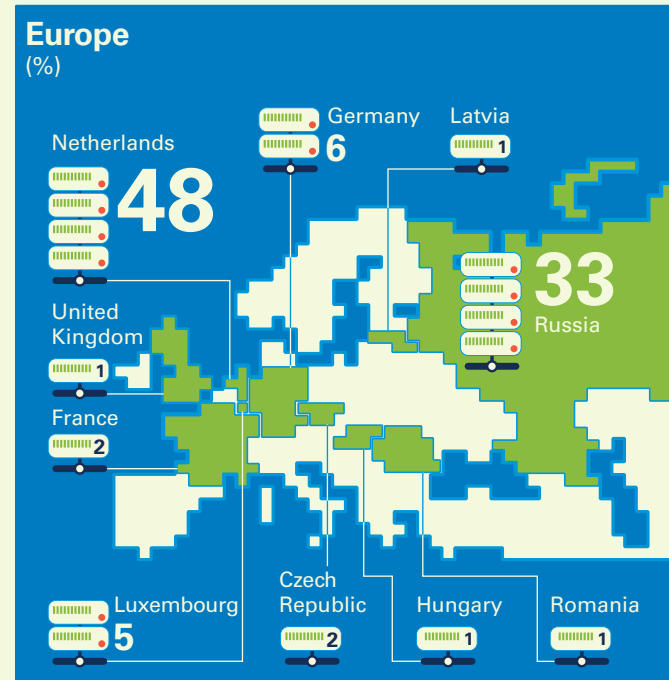 Europe
(%)
Netherlands
48
Germany
6
Latvia
1
33
Russia
United
Kingdom
1
France
2
Luxembourg
5
Czech
Republic
2
Hungary
1
Romania
1